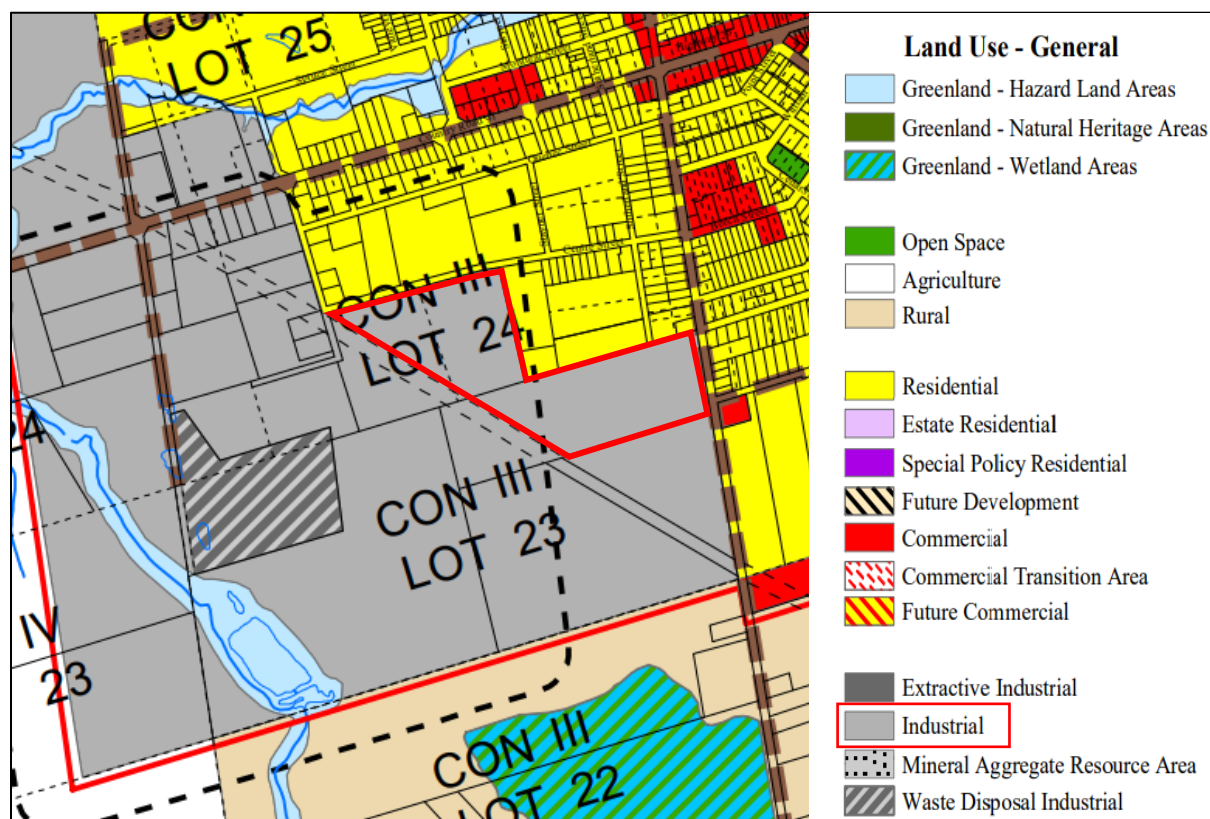 CON
LOT 25
CON III
LOT 24
CON III
LOT 23
24
IV
23
CON III
LOT 22
Centre Street
Land Use - General
Greenland - Hazard Land Areas
Greenland - Natural Heritage Areas
Greenland - Wetland Areas
Open Space
Agriculture
Rural
Residential
Estate Residential
Special Policy Residential
Future Development
Commercial
Commercial Transition Area
Future Commercial
Extractive Industrial
Industrial
Mineral Aggregate Resource Area
Waste Disposal Industrial